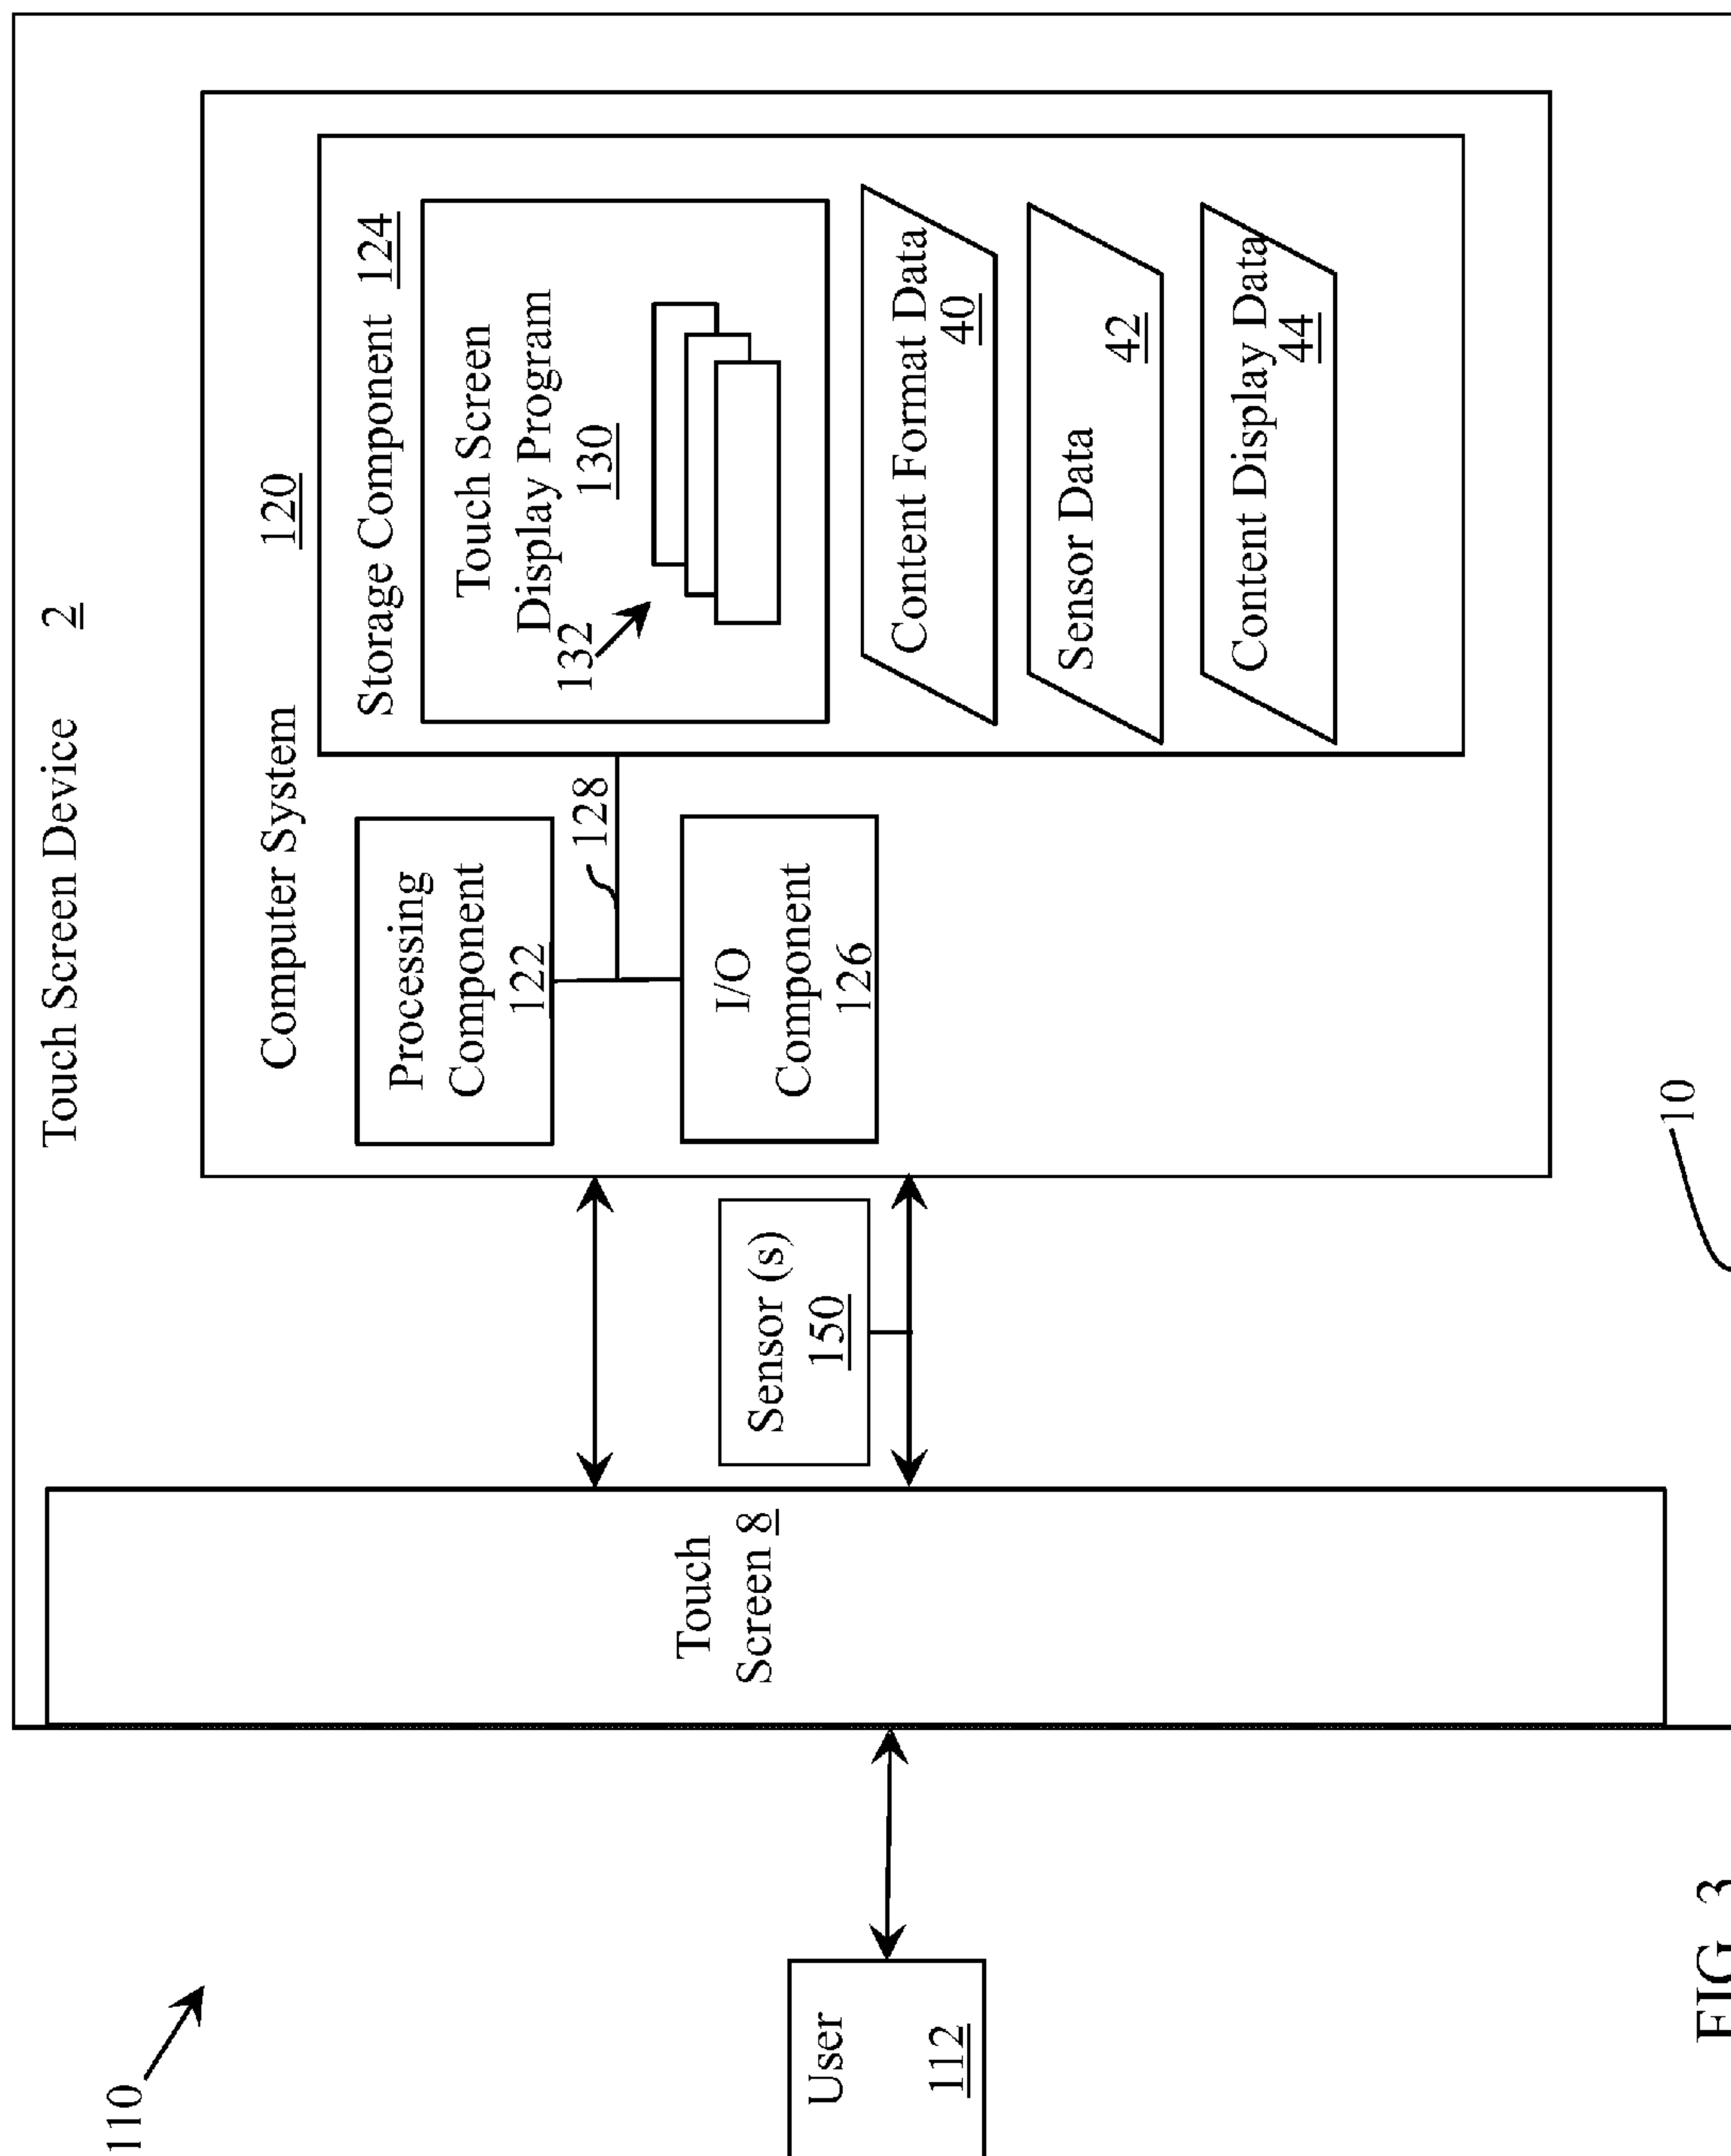 110
Touch Screen Device 2
Computer System 120
Storage Component 124
Touch Screen
Display Program
130
132
Processing
Component
122
128
I/O
Component
126
Content Format Data
40
Sensor Data
42
Content Display Data
44
Sensor (s)
150
Touch
Screen 8
User
112
10
FIG. 3